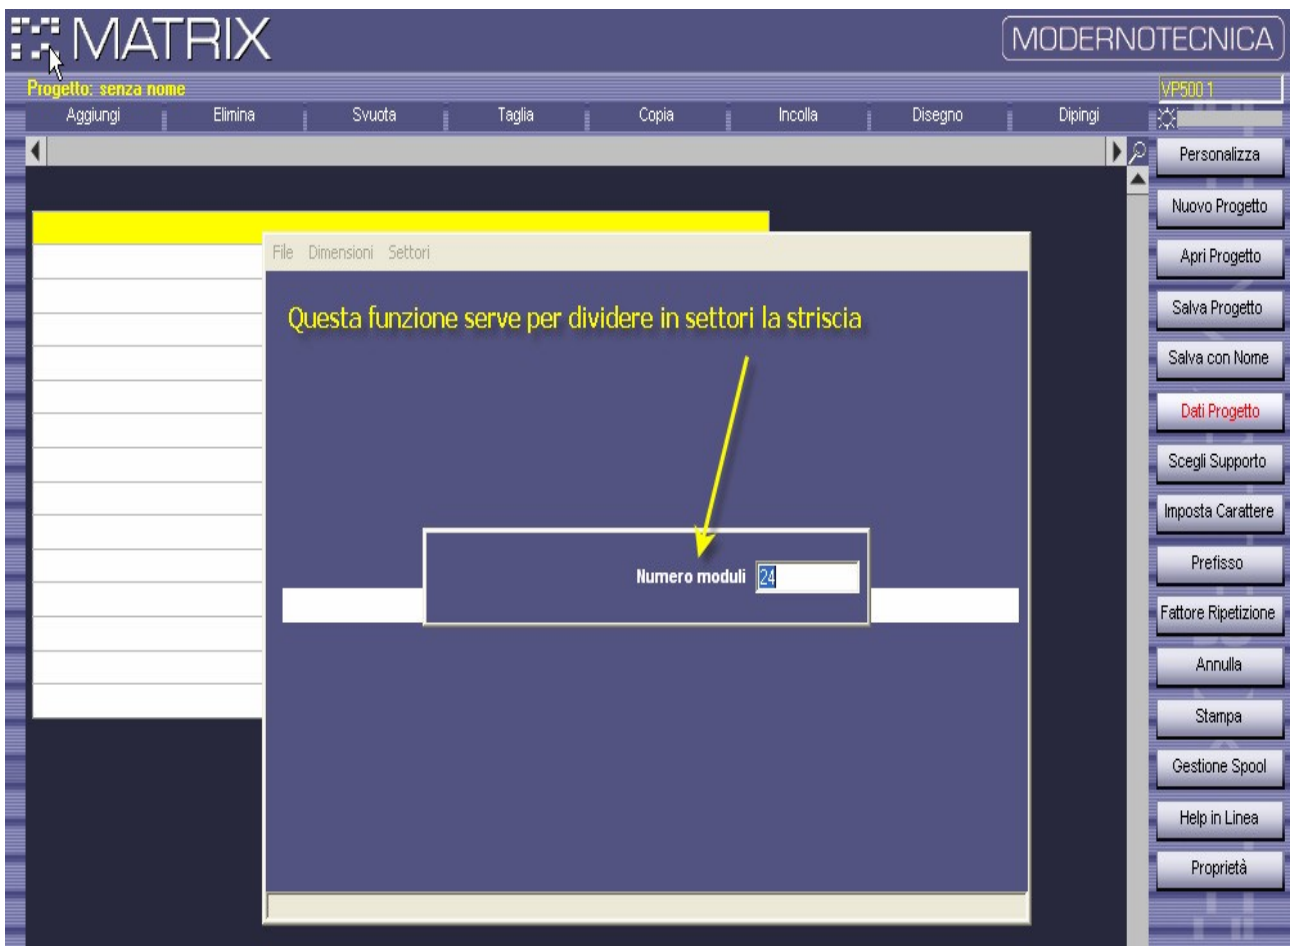 MATRIX
MODERNOTECNICA
Progetto: senza nome
VP500 1
Aggiungi Elimina Svuota Taglia Copia Incolla Disegno Dipingi
Personalizza
Nuovo Progetto
File Dimensioni Settori
Apri Progetto
Questa funzione serve per dividere in settori la striscia
Salva Progetto
Salva con Nome
Dati Progetto
Scegli Supporto
Imposta Carattere
Prefisso
Numero moduli 24
Fattore Ripetizione
Annulla
Stampa
Gestione Spool
Help in Linea
Proprietà